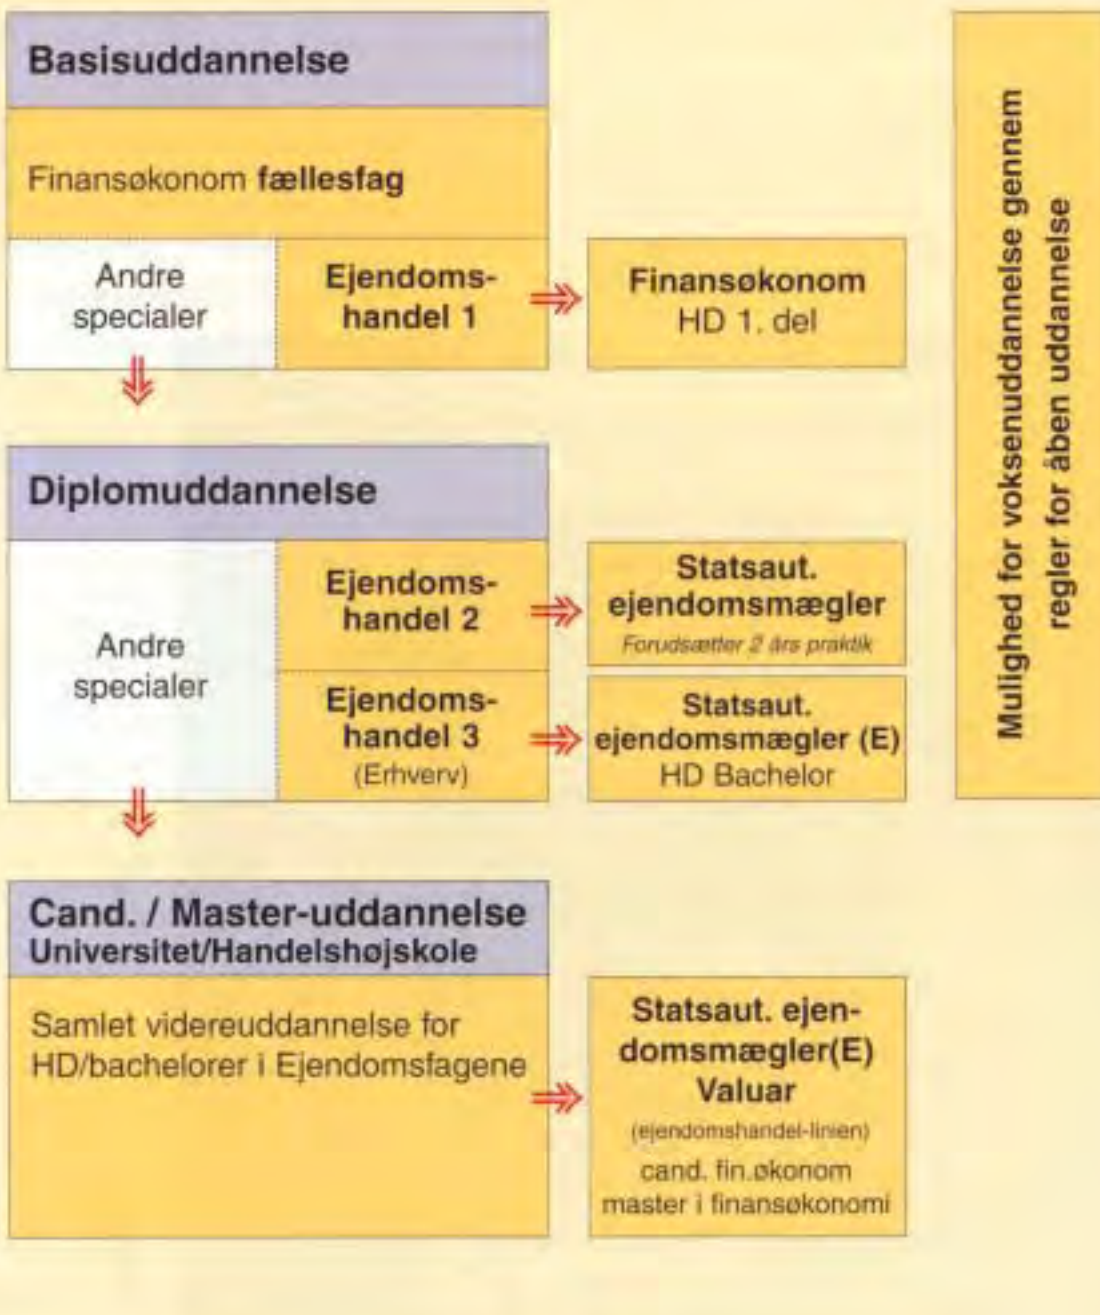 Basisuddannelse
Finansøkonom fællesfag
Andre
specialer
Ejendoms-
handel 1
Finansøkonom
HD 1. del
Diplomuddannelse
Andre
specialer
Ejendoms-
handel 2
Statsaut.
ejendomsmægler
Forudsætter 2 års praktik
Ejendoms-
handel 3
(Erhverv)
Statsaut.
ejendomsmægler (E)
HD Bachelor
Cand. / Master-uddannelse
Universitet/Handelshøjskole
Samlet videreuddannelse for
HD/bachelorer i Ejendomsfagene
Statsaut. ejen-
domsmægler(E)
Valuar
(ejendomshandel-linien)
cand. fin.økonom
master i finansøkonomi
Mulighed for voksenuddannelse gennem
regler for åben uddannelse